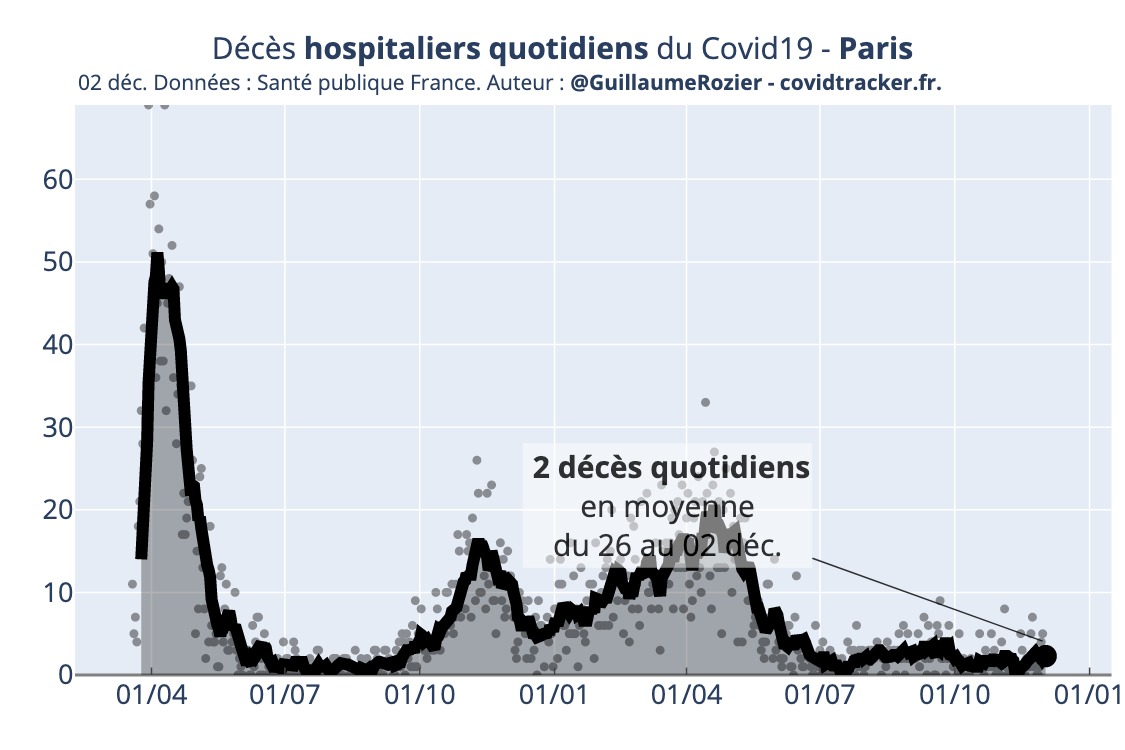 Décès hospitaliers quotidiens du Covid19 - Paris
02 déc. Données : Santé publique France. Auteur : @GuillaumeRozier - covidtracker.fr.
60
50
40
30
20
10
0
2 décès quotidiens
en moyenne
du 26 au 02 déc.
01/04 01/07 01/10 01/01 01/04 01/07 01/10 01/01